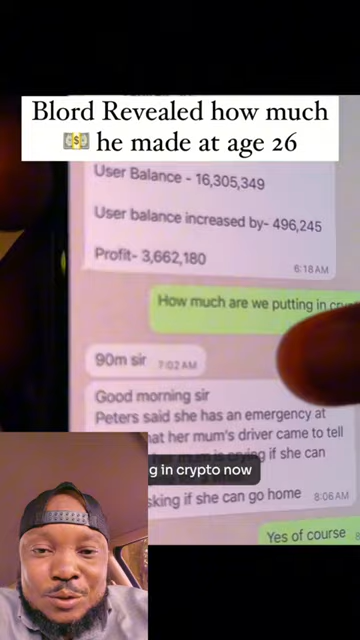 Blord Revealed how much
💵 he made at age 26
User Balance - 16,305,349
User balance increased by- 496,245
Profit- 3,662,180
6:18 AM
How much are we putting in
90m sir 7:02 AM
Good morning sir
Peters said she has an emergency at
at her mum's driver came to tell
if she can
g in crypto now
sking if she can go home 8:06 AM
Yes of course